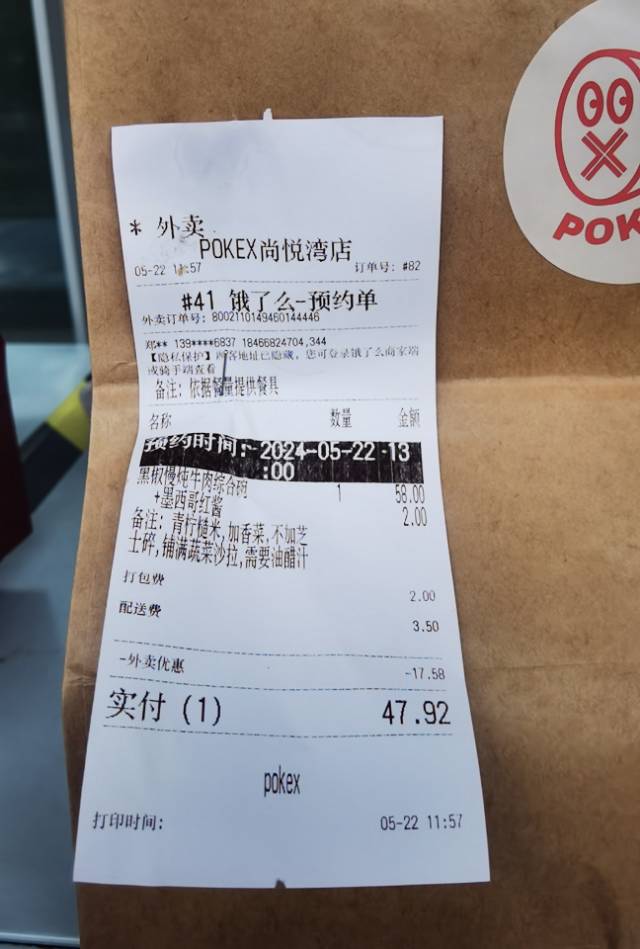 * 外卖
POKEX尚悦湾店
05-22 11:57 订单号: #82
#41 饿了么-预约单
外卖订单号: 8002110149460144446
郑** 139****6837 18466824704,344
【隐私保护】顾客地址已隐藏,您可登录饿了么商家端
或骑手端查看
备注: 依据餐量提供餐具
名称 数量 金额
预约时间:-2024-05-22-13
:00
黑椒慢炖牛肉综合碗 1 58.00
+墨西哥红酱 2.00
备注: 青柠糙米,加香菜,不加芝
士碎,铺满蔬菜沙拉,需要油醋汁
打包费 2.00
配送费 3.50
-外卖优惠 -17.58
实付 (1) 47.92
pokex
打印时间: 05-22 11:57
POK